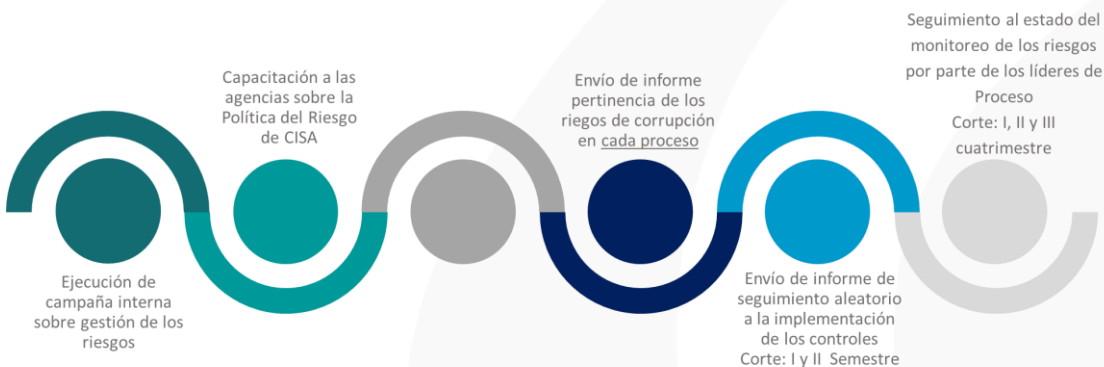 Ejecución de
campaña interna
sobre gestión de los
riesgos
Capacitación a las
agencias sobre la
Política del Riesgo
de CISA
Envío de informe
pertinencia de los
riegos de corrupción
en cada proceso
Envío de informe de
seguimiento aleatorio
a la implementación
de los controles
Corte: I y II Semestre
Seguimiento al estado del
monitoreo de los riesgos
por parte de los líderes de
Proceso
Corte: I, II y III
cuatrimestre